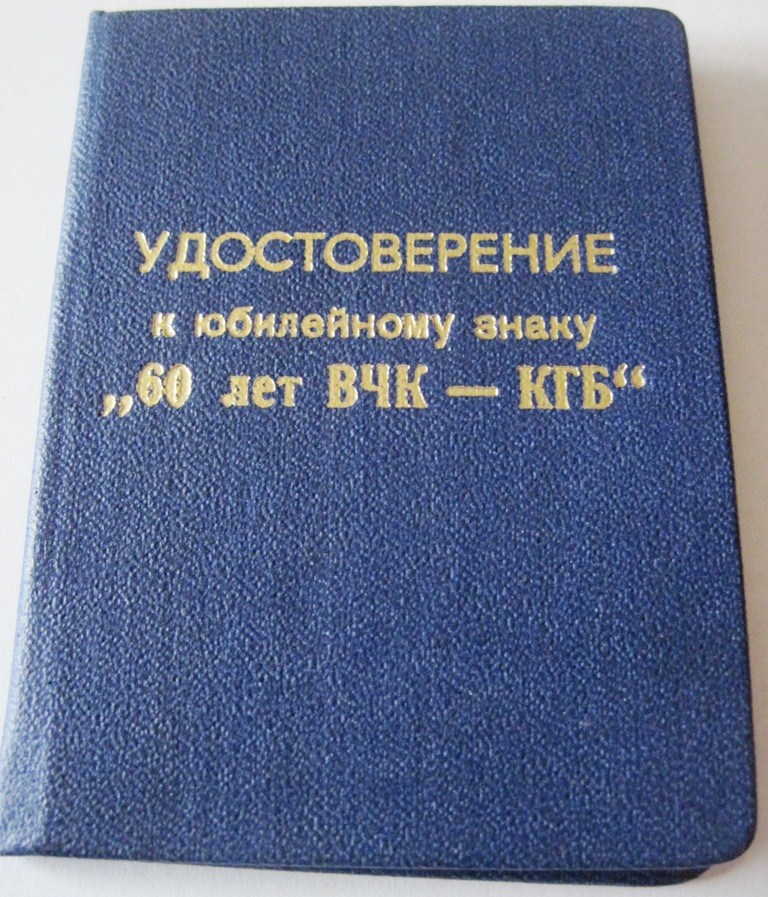 УДОСТОВЕРЕНИЕ
к юбилейному знаку
„60 лет ВЧК — КГБ“